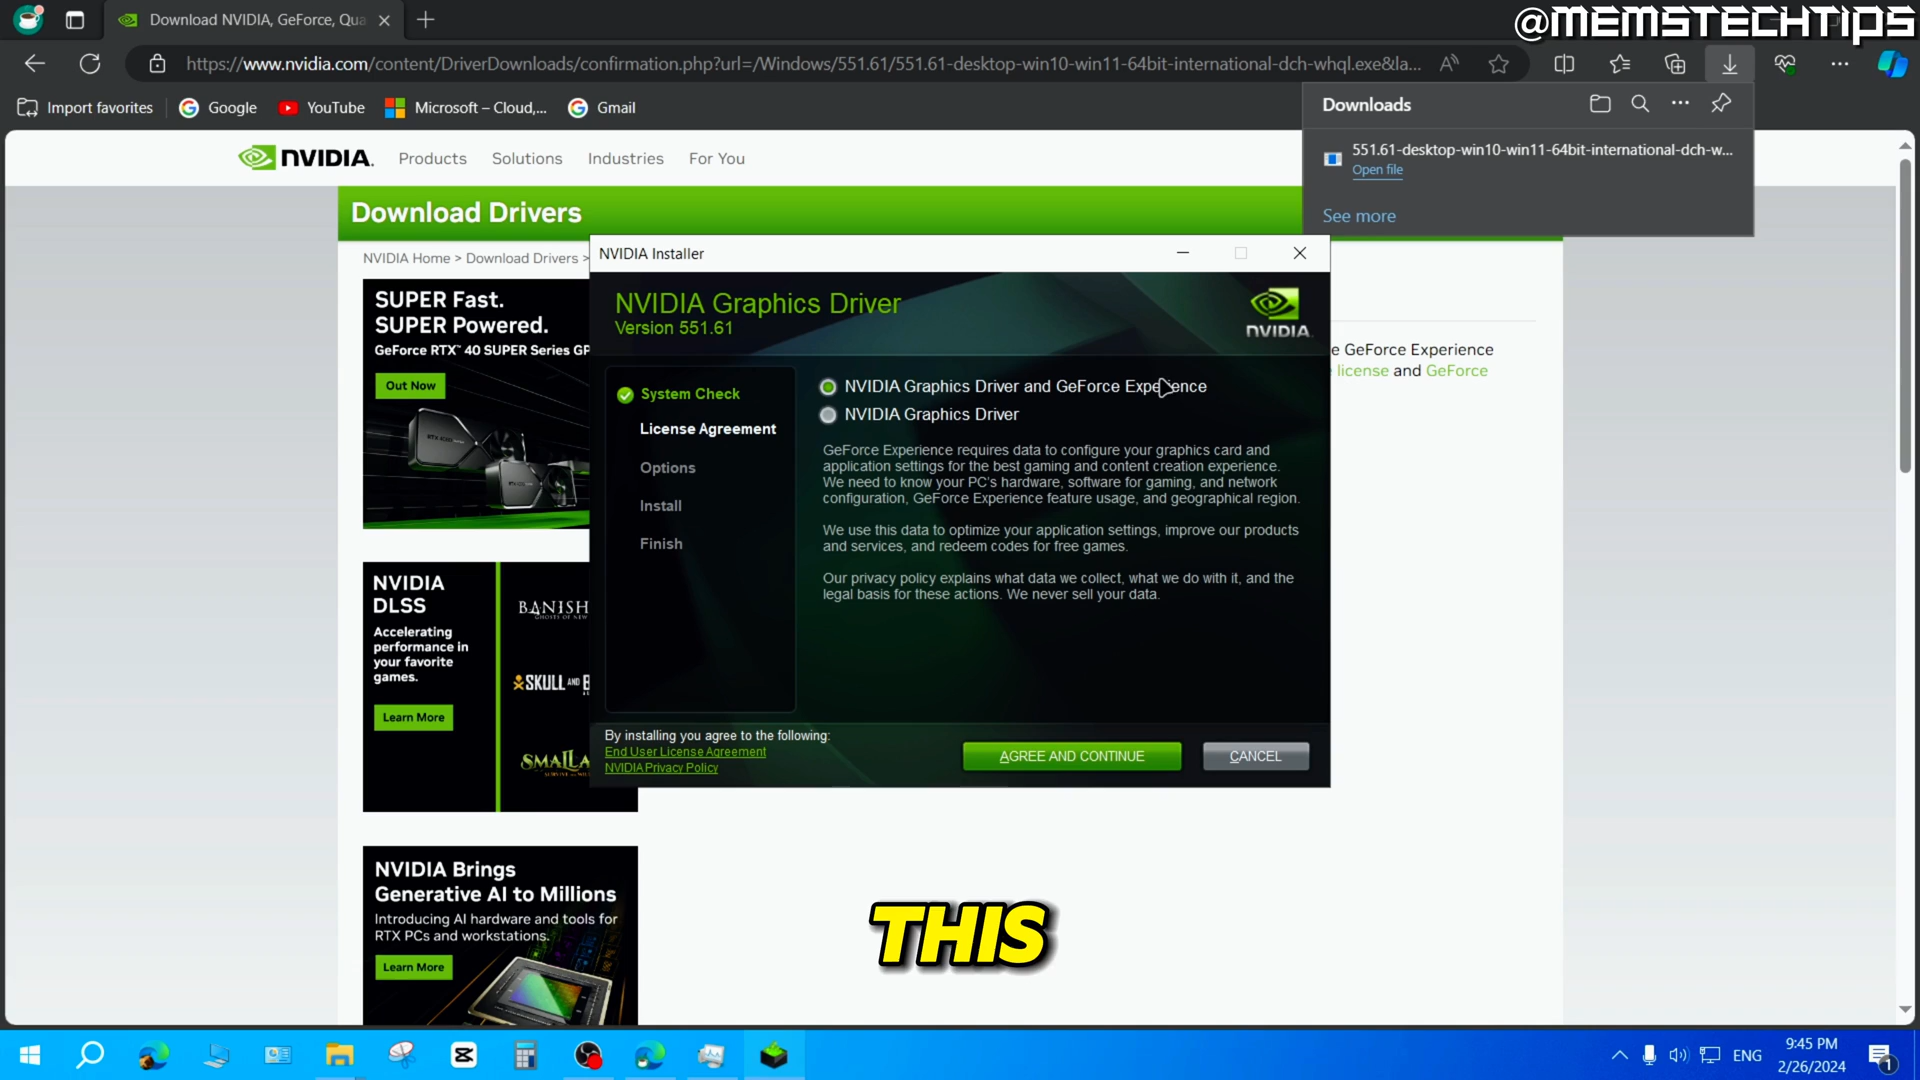 @MEMSTECHTIPS
Download NVIDIA, GeForce, Qua
https://www.nvidia.com/content/DriverDownloads/confirmation.php?url=/Windows/551.61/551.61-desktop-win10-win11-64bit-international-dch-whql.exe&la...
Import favorites
Google
YouTube
Microsoft – Cloud,...
Gmail
Downloads
551.61-desktop-win10-win11-64bit-international-dch-w...
Open file
See more
NVIDIA.
Products
Solutions
Industries
For You
Download Drivers
NVIDIA Home > Download Drivers >
SUPER Fast.
SUPER Powered.
GeForce RTX™ 40 SUPER Series GP
Out Now
NVIDIA
DLSS
Accelerating
performance in
your favorite
games.
Learn More
BANISH
SKULL AND B
SMALLA
NVIDIA Brings
Generative AI to Millions
Introducing AI hardware and tools for
RTX PCs and workstations.
Learn More
e GeForce Experience
license and GeForce
NVIDIA Installer
NVIDIA Graphics Driver
Version 551.61
NVIDIA.
System Check
License Agreement
Options
Install
Finish
NVIDIA Graphics Driver and GeForce Experience
NVIDIA Graphics Driver
GeForce Experience requires data to configure your graphics card and
application settings for the best gaming and content creation experience.
We need to know your PC's hardware, software for gaming, and network
configuration, GeForce Experience feature usage, and geographical region.
We use this data to optimize your application settings, improve our products
and services, and redeem codes for free games.
Our privacy policy explains what data we collect, what we do with it, and the
legal basis for these actions. We never sell your data.
By installing you agree to the following:
End User License Agreement
NVIDIA Privacy Policy
AGREE AND CONTINUE
CANCEL
THIS
ENG
9:45 PM
2/26/2024
1